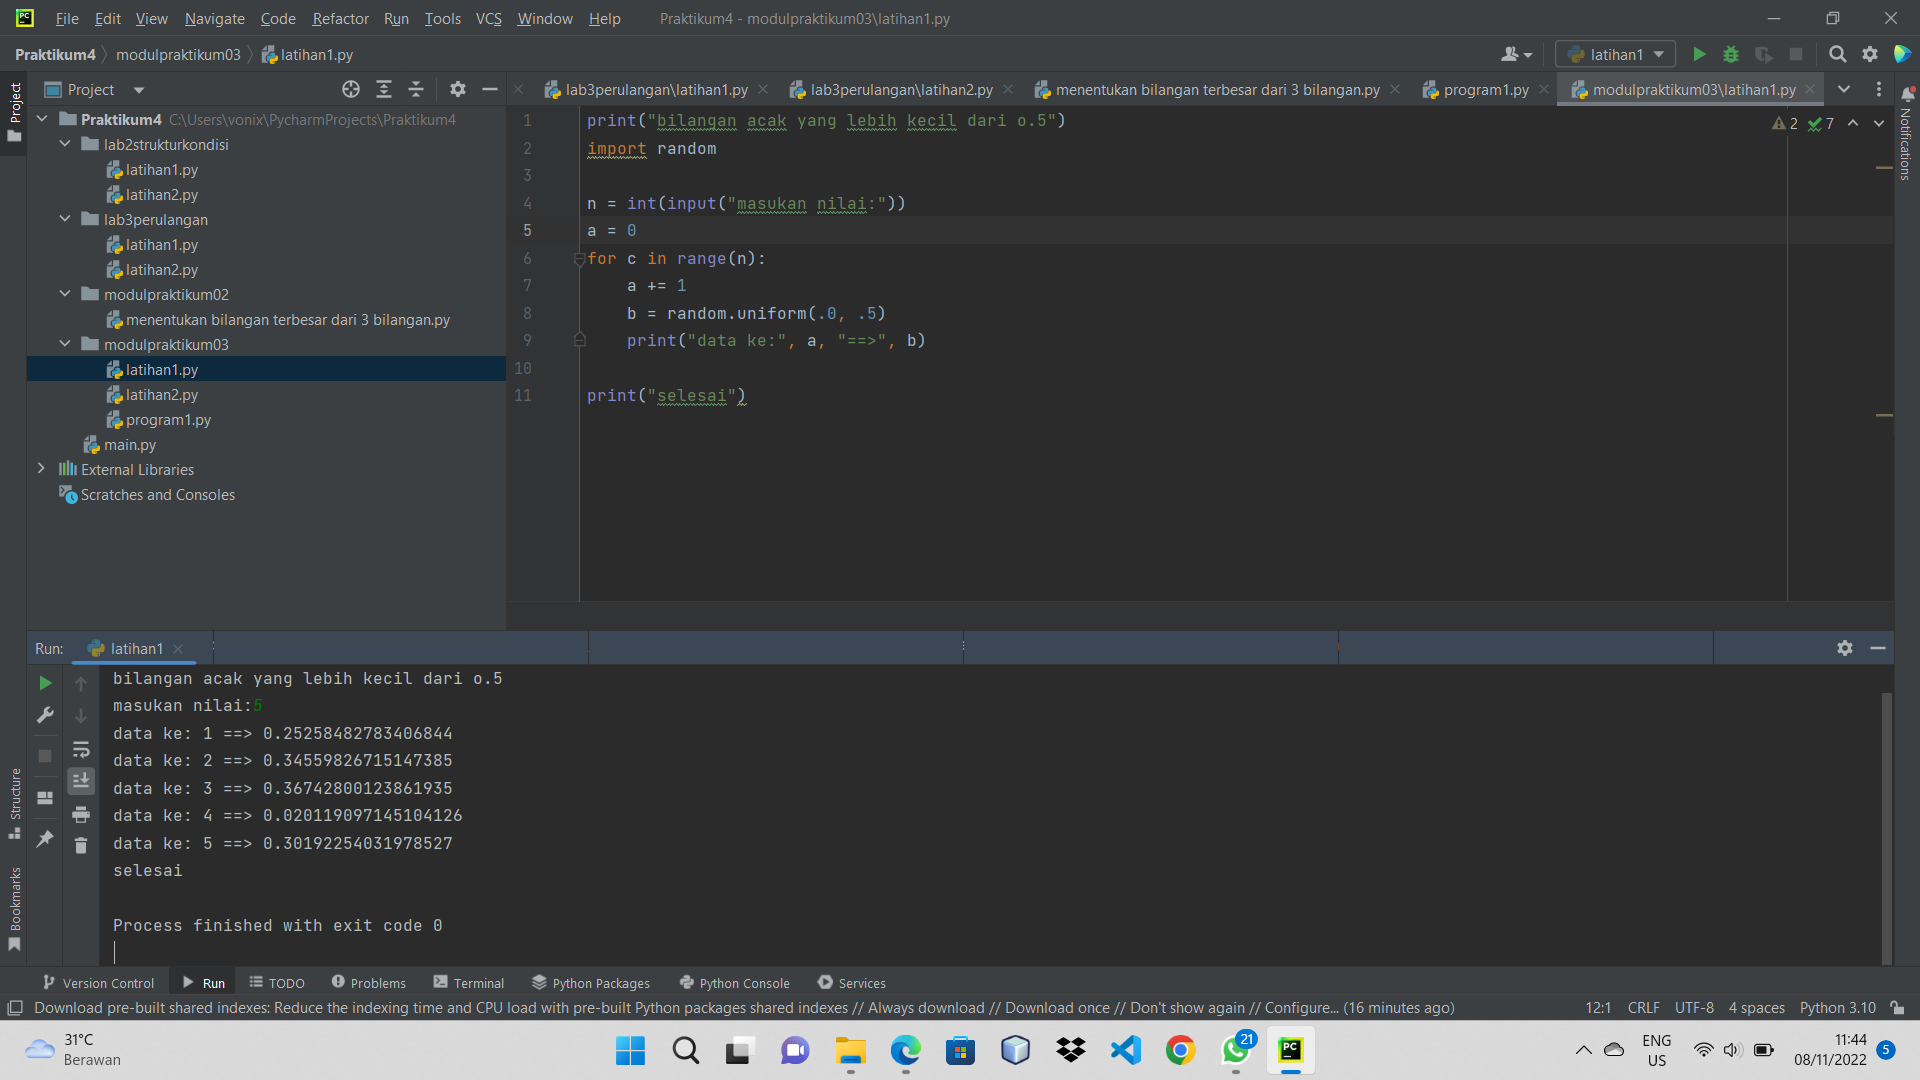 PC File Edit View Navigate Code Refactor Run Tools VCS Window Help Praktikum4 - modulpraktikum03\latihan1.py
Praktikum4 modulpraktikum03 latihan1.py latihan1
Project lab3perulangan\latihan1.py lab3perulangan\latihan2.py menentukan bilangan terbesar dari 3 bilangan.py program1.py modulpraktikum03\latihan1.py
Project
Notifications
Structure
Bookmarks
Praktikum4 C:\Users\vonix\PycharmProjects\Praktikum4
lab2strukturkondisi
latihan1.py
latihan2.py
lab3perulangan
latihan1.py
latihan2.py
modulpraktikum02
menentukan bilangan terbesar dari 3 bilangan.py
modulpraktikum03
latihan1.py
latihan2.py
program1.py
main.py
External Libraries
Scratches and Consoles
2 7
1 print("bilangan acak yang lebih kecil dari o.5")
2 import random
3
4 n = int(input("masukan nilai:"))
5 a = 0
6 for c in range(n):
7     a += 1
8     b = random.uniform(.0, .5)
9     print("data ke:", a, "==>", b)
10
11 print("selesai")
Run: latihan1
bilangan acak yang lebih kecil dari o.5
masukan nilai:5
data ke: 1 ==> 0.25258482783406844
data ke: 2 ==> 0.34559826715147385
data ke: 3 ==> 0.36742800123861935
data ke: 4 ==> 0.020119097145104126
data ke: 5 ==> 0.30192254031978527
selesai
Process finished with exit code 0
Version Control Run TODO Problems Terminal Python Packages Python Console Services
Download pre-built shared indexes: Reduce the indexing time and CPU load with pre-built Python packages shared indexes // Always download // Download once // Don't show again // Configure... (16 minutes ago) 12:1 CRLF UTF-8 4 spaces Python 3.10
31°C
Berawan
21
PC
ENG
US
11:44
08/11/2022
5